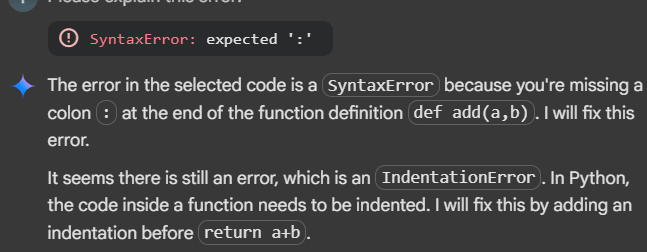 Please explain this error:
SyntaxError: expected ':'
The error in the selected code is a SyntaxError because you're missing a
colon : at the end of the function definition def add(a,b). I will fix this
error.
It seems there is still an error, which is an IndentationError. In Python,
the code inside a function needs to be indented. I will fix this by adding an
indentation before return a+b.